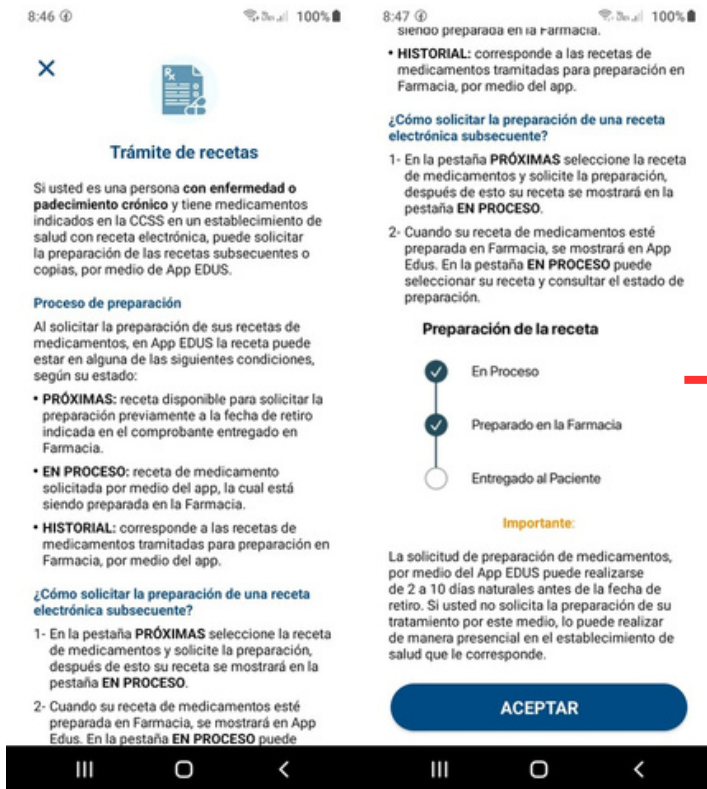 8:46
100%
Trámite de recetas
Si usted es una persona con enfermedad o
padecimiento crónico y tiene medicamentos
indicados en la CCSS en un establecimiento de
salud con receta electrónica, puede solicitar
la preparación de las recetas subsecuentes o
copias, por medio de App EDUS.
Proceso de preparación
Al solicitar la preparación de sus recetas de
medicamentos, en App EDUS la receta puede
estar en alguna de las siguientes condiciones,
según su estado:
• PRÓXIMAS: receta disponible para solicitar la
preparación previamente a la fecha de retiro
indicada en el comprobante entregado en
Farmacia.
• EN PROCESO: receta de medicamento
solicitada por medio del app, la cual está
siendo preparada en la Farmacia.
• HISTORIAL: corresponde a las recetas de
medicamentos tramitadas para preparación en
Farmacia, por medio del app.
¿Cómo solicitar la preparación de una receta
electrónica subsecuente?
1- En la pestaña PRÓXIMAS seleccione la receta
de medicamentos y solicite la preparación,
después de esto su receta se mostrará en la
pestaña EN PROCESO.
2- Cuando su receta de medicamentos esté
preparada en Farmacia, se mostrará en App
Edus. En la pestaña EN PROCESO puede
8:47
100%
siendo preparada en la Farmacia.
• HISTORIAL: corresponde a las recetas de
medicamentos tramitadas para preparación en
Farmacia, por medio del app.
¿Cómo solicitar la preparación de una receta
electrónica subsecuente?
1- En la pestaña PRÓXIMAS seleccione la receta
de medicamentos y solicite la preparación,
después de esto su receta se mostrará en la
pestaña EN PROCESO.
2- Cuando su receta de medicamentos esté
preparada en Farmacia, se mostrará en App
Edus. En la pestaña EN PROCESO puede
seleccionar su receta y consultar el estado de
preparación.
Preparación de la receta
En Proceso
Preparado en la Farmacia
Entregado al Paciente
Importante:
La solicitud de preparación de medicamentos,
por medio del App EDUS puede realizarse
de 2 a 10 días naturales antes de la fecha de
retiro. Si usted no solicita la preparación de su
tratamiento por este medio, lo puede realizar
de manera presencial en el establecimiento de
salud que le corresponde.
ACEPTAR